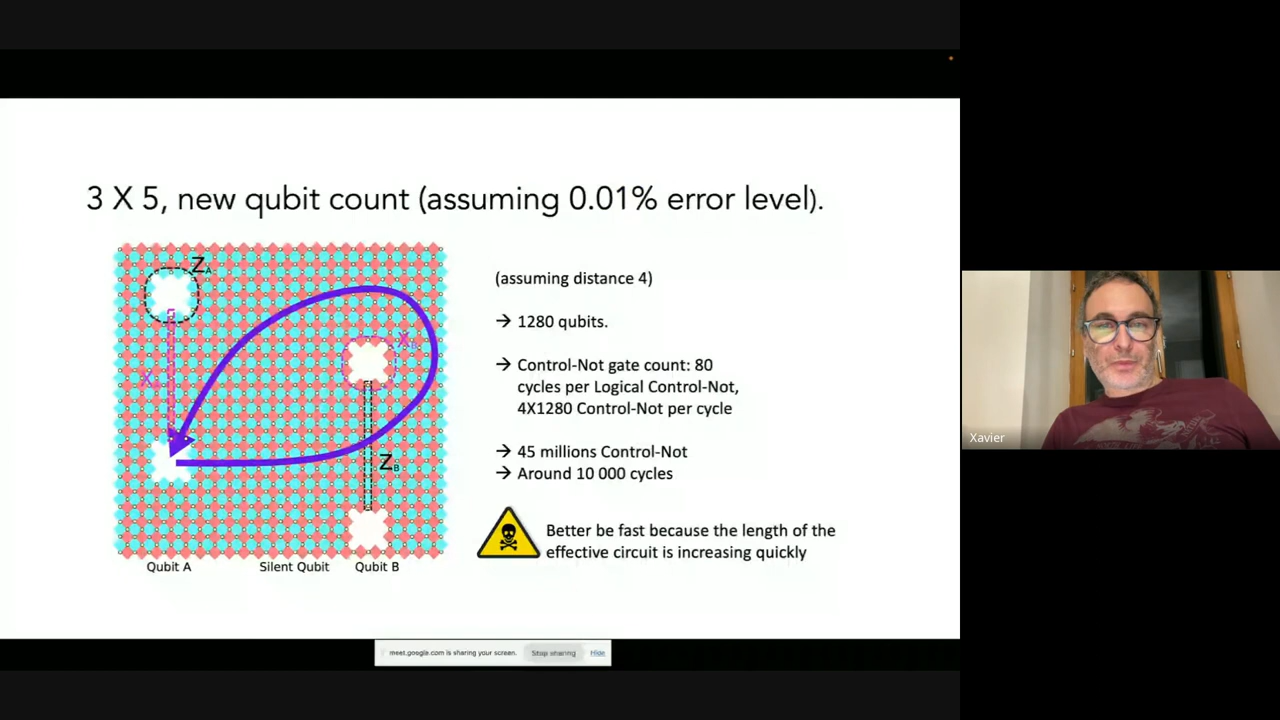 3 X 5, new qubit count (assuming 0.01% error level).
Z_A
(assuming distance 4)
→ 1280 qubits.
X
→ Control-Not gate count: 80
cycles per Logical Control-Not,
4X1280 Control-Not per cycle
X
Xavier
→ 45 millions Control-Not
Z_B
→ Around 10 000 cycles
Better be fast because the length of the
effective circuit is increasing quickly
Qubit A Silent Qubit Qubit B
meet.google.com is sharing your screen. Stop sharing Hide